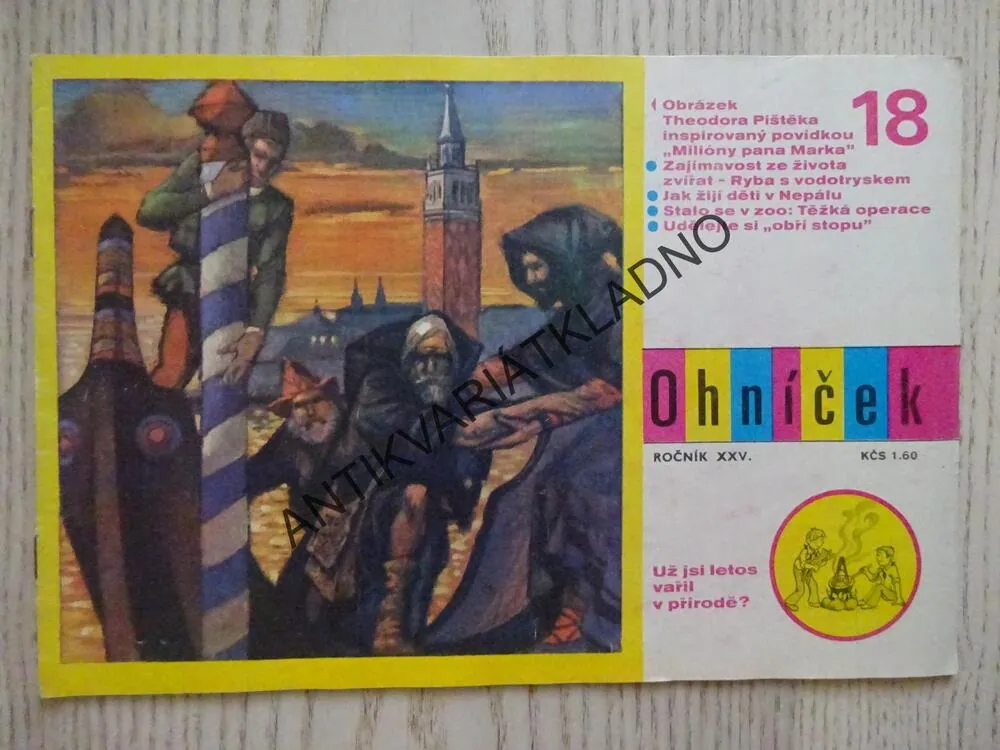 Obrázek
Theodora Pištěka
inspirovaný povídkou
„Milióny pana Marka"
18
Zajímavost ze života
zvířat - Ryba s vodotryskem
Jak žijí děti v Nepálu
Stalo se v zoo: Těžká operace
Udělejte si „obří stopu"
Ohníček
ROČNÍK XXV.
KČS 1.60
Už jsi letos
vařil
v přírodě?
ANTIKVARIÁTKLADNO